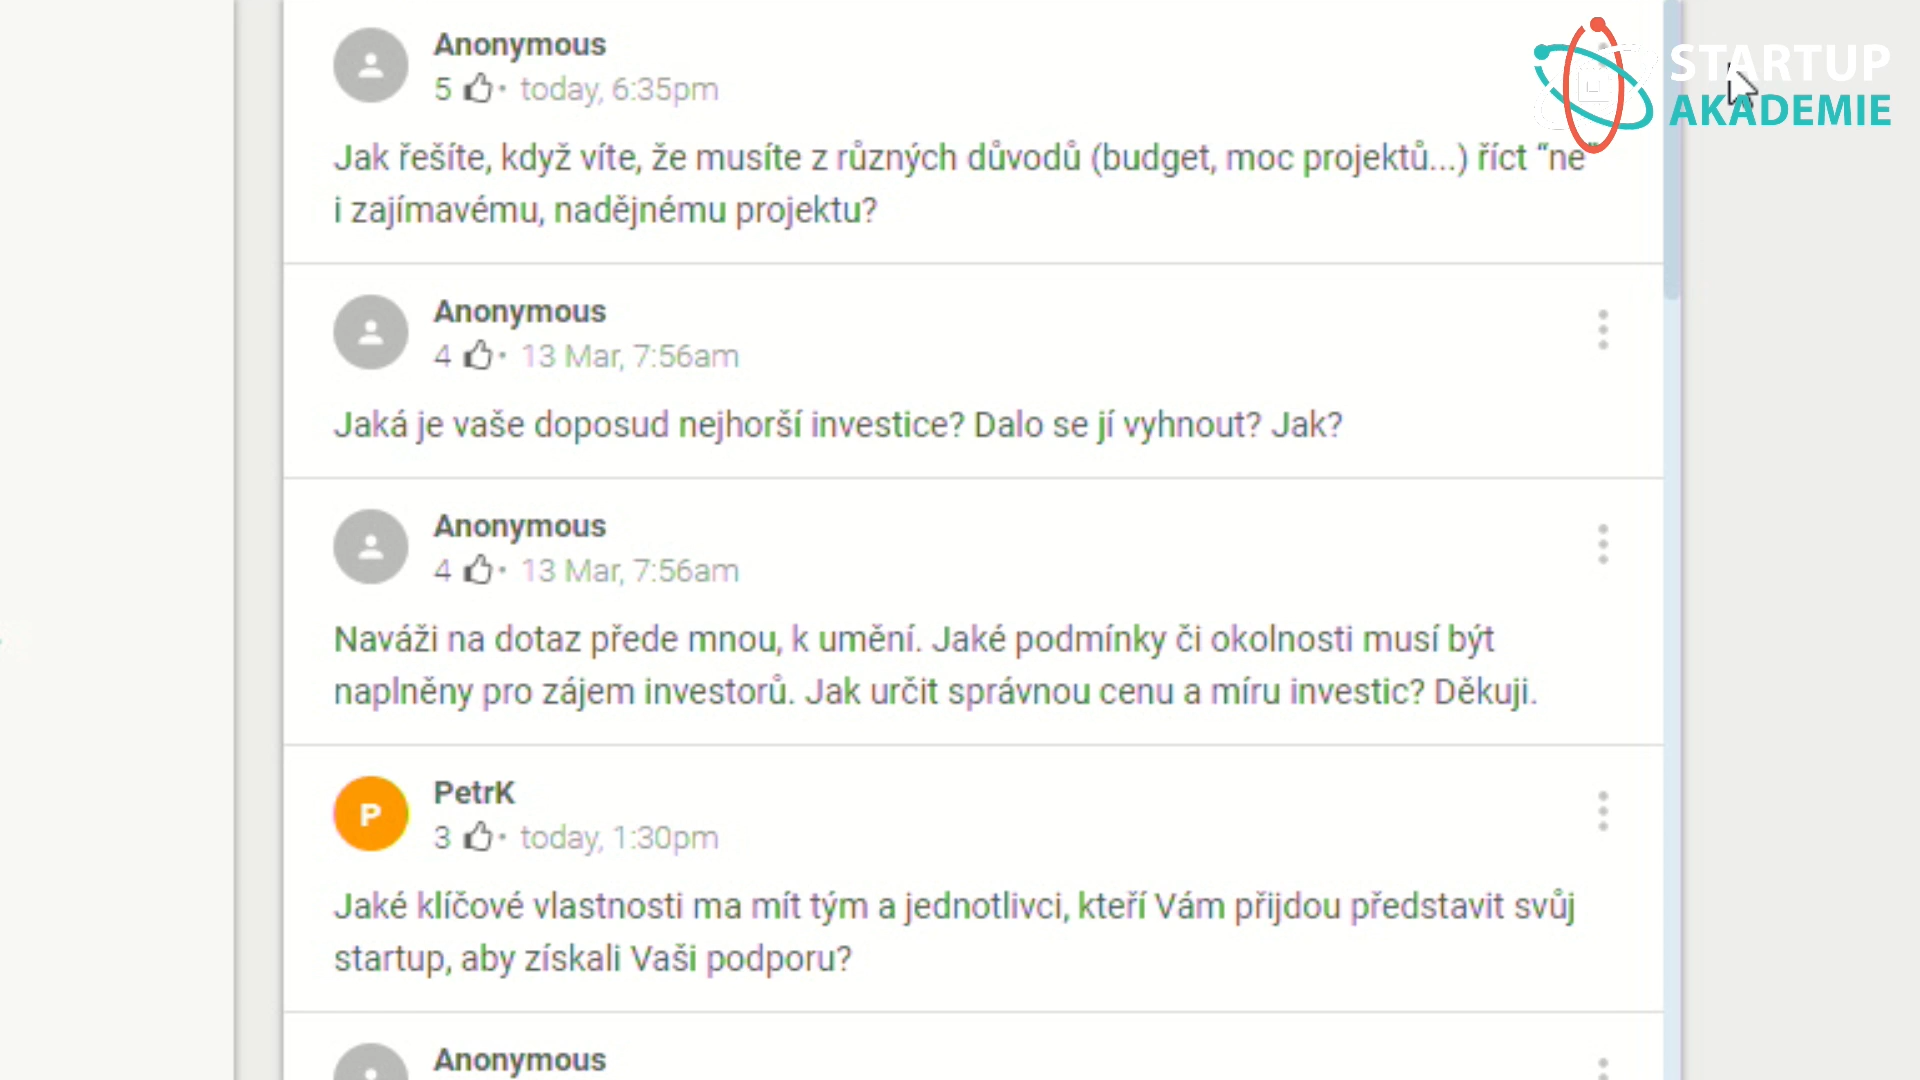 Anonymous
5 · today, 6:35pm
Jak řešíte, když víte, že musíte z různých důvodů (budget, moc projektů...) říct “ne”
i zajímavému, nadějnému projektu?
STARTUP
AKADEMIE
Anonymous
4 · 13 Mar, 7:56am
Jaká je vaše doposud nejhorší investice? Dalo se jí vyhnout? Jak?
Anonymous
4 · 13 Mar, 7:56am
Naváži na dotaz přede mnou, k umění. Jaké podmínky či okolnosti musí být
naplněny pro zájem investorů. Jak určit správnou cenu a míru investic? Děkuji.
P
PetrK
3 · today, 1:30pm
Jaké klíčové vlastnosti ma mít tým a jednotlivci, kteří Vám přijdou představit svůj
startup, aby získali Vaši podporu?
Anonymous